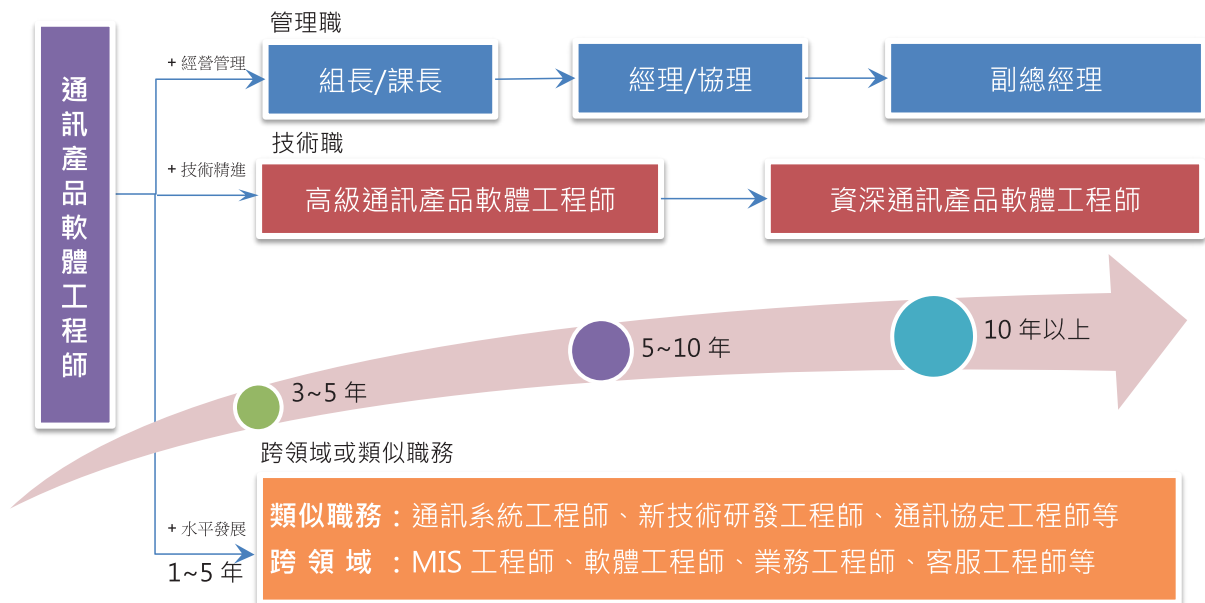 通訊產品軟體工程師
管理職
+ 經營管理
組長/課長
經理/協理
副總經理
技術職
+ 技術精進
高級通訊產品軟體工程師
資深通訊產品軟體工程師
10 年以上
5~10 年
3~5 年
跨領域或類似職務
+ 水平發展
1~5 年
類似職務：通訊系統工程師、新技術研發工程師、通訊協定工程師等
跨 領 域 ：MIS 工程師、軟體工程師、業務工程師、客服工程師等